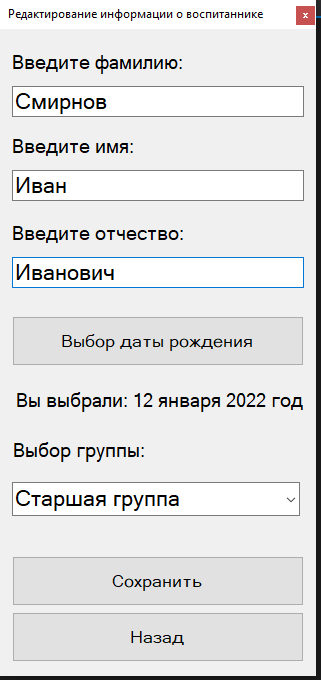 Редактирование информации о воспитаннике
x
Введите фамилию:
Смирнов
Введите имя:
Иван
Введите отчество:
Иванович
Выбор даты рождения
Вы выбрали: 12 января 2022 год
Выбор группы:
Старшая группа
Сохранить
Назад